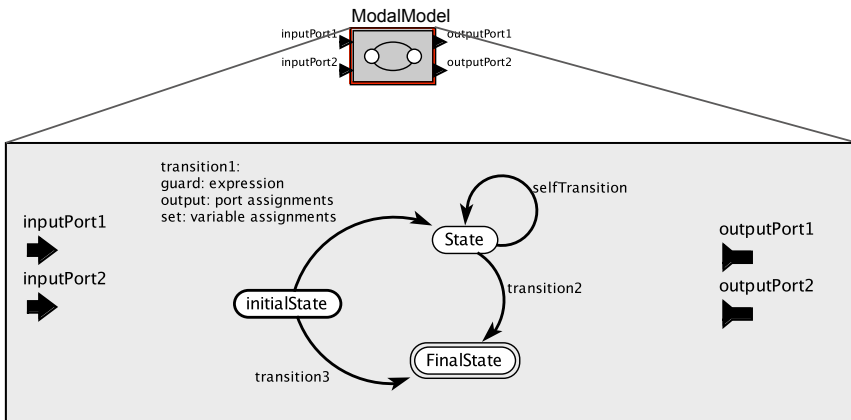 ModalModel
inputPort1
outputPort1
inputPort2
outputPort2
transition1:
guard: expression
output: port assignments
set: variable assignments
selfTransition
inputPort1
outputPort1
State
inputPort2
outputPort2
transition2
initialState
FinalState
transition3